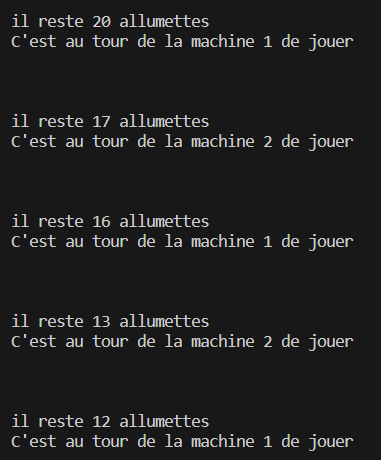 il reste 20 allumettes
C'est au tour de la machine 1 de jouer
il reste 17 allumettes
C'est au tour de la machine 2 de jouer
il reste 16 allumettes
C'est au tour de la machine 1 de jouer
il reste 13 allumettes
C'est au tour de la machine 2 de jouer
il reste 12 allumettes
C'est au tour de la machine 1 de jouer